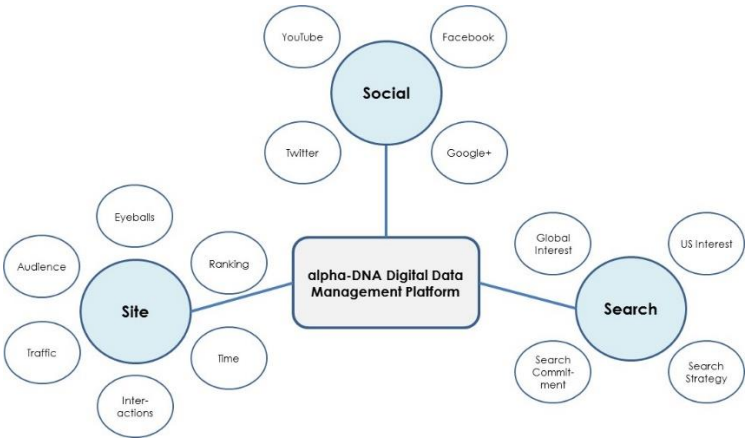 YouTube
Facebook
Social
Twitter
Google+
Eyeballs
Audience
Ranking
Site
Traffic
Time
Inter-
actions
alpha-DNA Digital Data
Management Platform
Global
Interest
US Interest
Search
Search
Commit-
ment
Search
Strategy